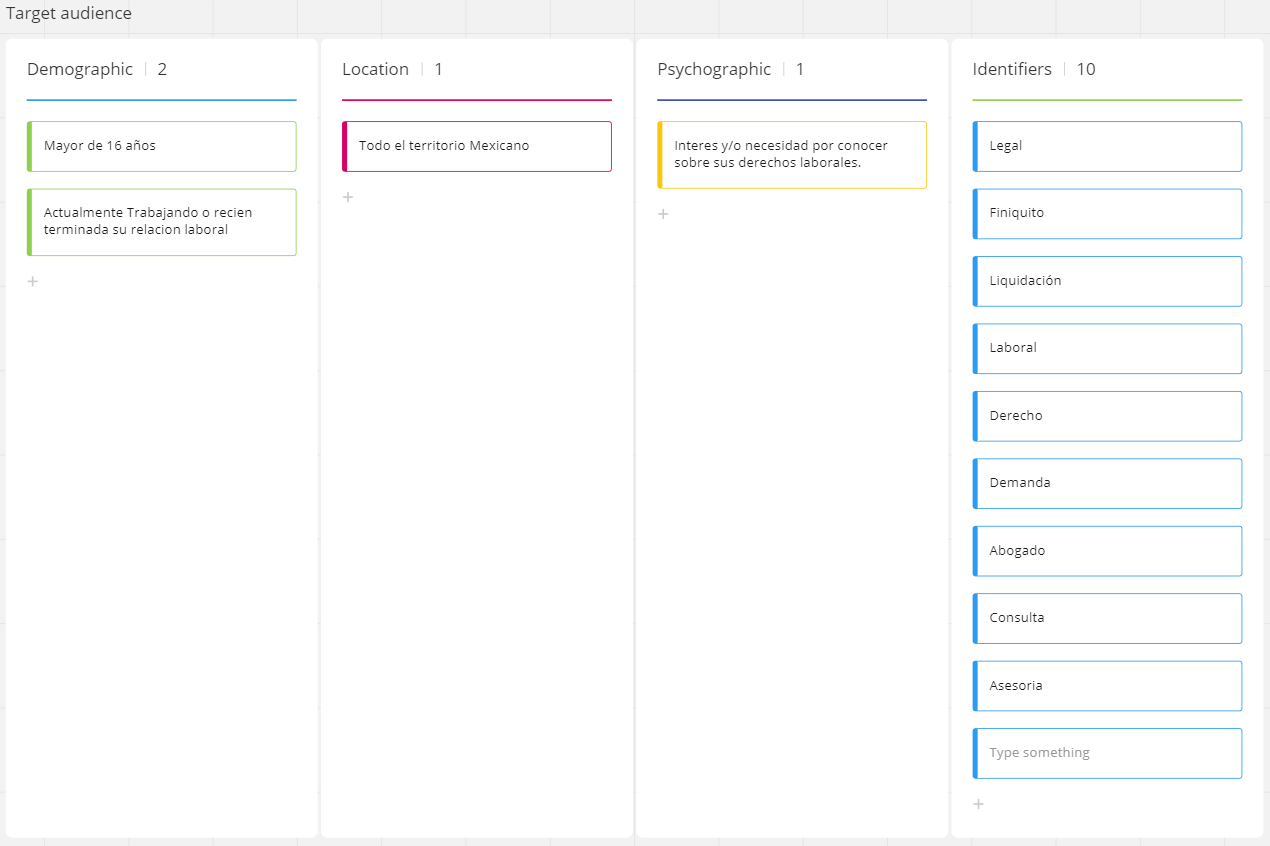 Target audience
Demographic | 2
Mayor de 16 años
Actualmente Trabajando o recien
terminada su relacion laboral
+
Location | 1
Todo el territorio Mexicano
+
Psychographic | 1
Interes y/o necesidad por conocer
sobre sus derechos laborales.
+
Identifiers | 10
Legal
Finiquito
Liquidación
Laboral
Derecho
Demanda
Abogado
Consulta
Asesoria
Type something
+